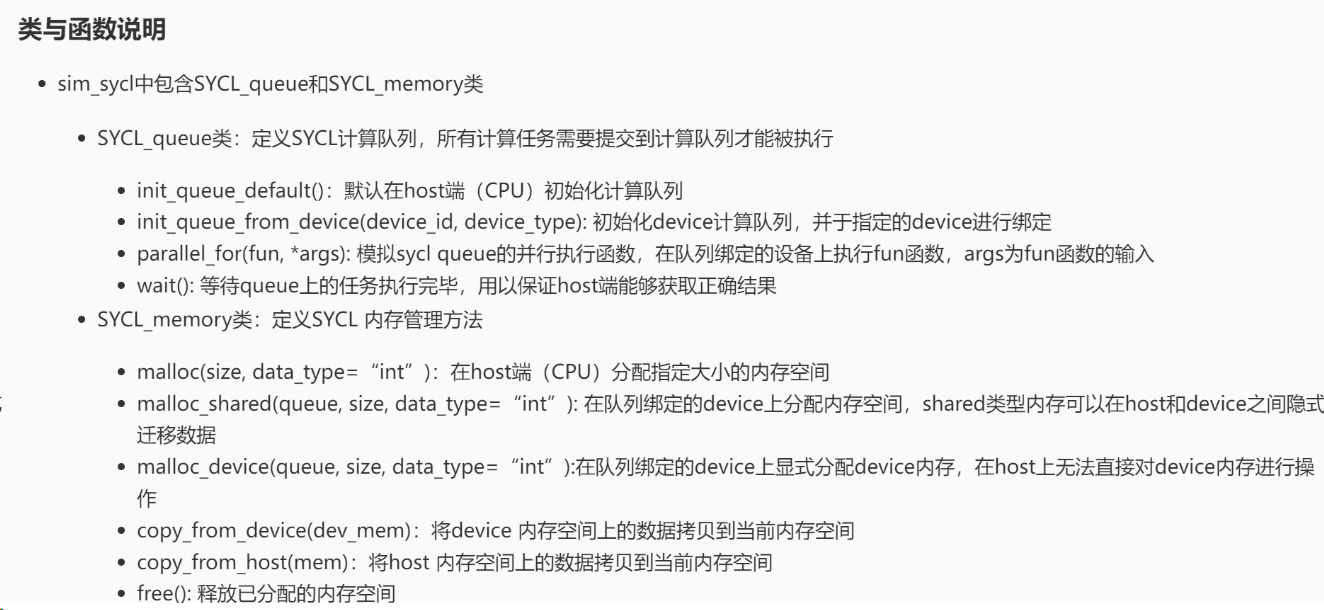 类与函数说明
sim_sycl中包含SYCL_queue和SYCL_memory类
SYCL_queue类：定义SYCL计算队列，所有计算任务需要提交到计算队列才能被执行
init_queue_default()：默认在host端（CPU）初始化计算队列
init_queue_from_device(device_id, device_type): 初始化device计算队列，并于指定的device进行绑定
parallel_for(fun, *args): 模拟sycl queue的并行执行函数，在队列绑定的设备上执行fun函数，args为fun函数的输入
wait(): 等待queue上的任务执行完毕，用以保证host端能够获取正确结果
SYCL_memory类：定义SYCL 内存管理方法
malloc(size, data_type=“int”)：在host端（CPU）分配指定大小的内存空间
malloc_shared(queue, size, data_type=“int”): 在队列绑定的device上分配内存空间，shared类型内存可以在host和device之间隐式
迁移数据
malloc_device(queue, size, data_type=“int”):在队列绑定的device上显式分配device内存，在host上无法直接对device内存进行操
作
copy_from_device(dev_mem)：将device 内存空间上的数据拷贝到当前内存空间
copy_from_host(mem)：将host 内存空间上的数据拷贝到当前内存空间
free(): 释放已分配的内存空间